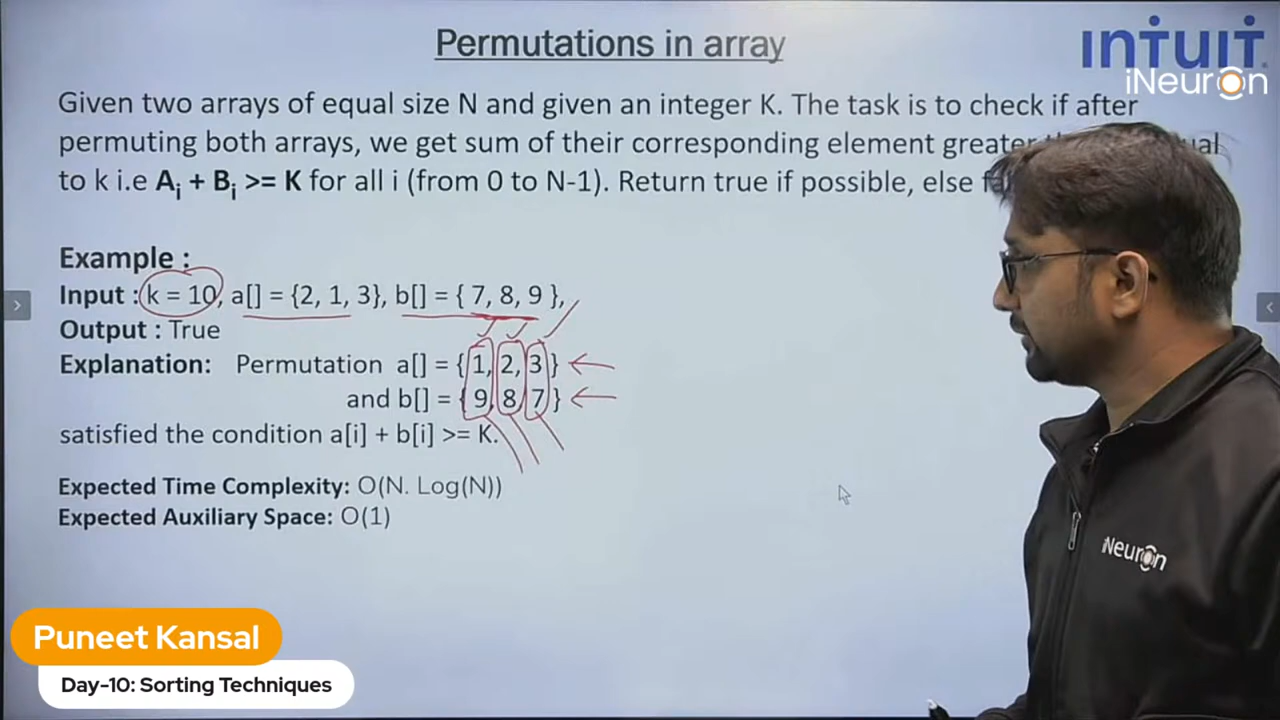 Permutations in array
INTUIT
iNeuron
Given two arrays of equal size N and given an integer K. The task is to check if after
permuting both arrays, we get sum of their corresponding element greater
to k i.e Ai + Bi >= K for all i (from 0 to N-1). Return true if possible, else
Example :
Input : k = 10, a[] = {2, 1, 3}, b[] = { 7, 8, 9 },
Output : True
Explanation: Permutation a[] = { 1, 2, 3 }
and b[] = { 9, 8, 7 }
satisfied the condition a[i] + b[i] >= K.
Expected Time Complexity: O(N. Log(N))
Expected Auxiliary Space: O(1)
iNeuron
Puneet Kansal
Day-10: Sorting Techniques